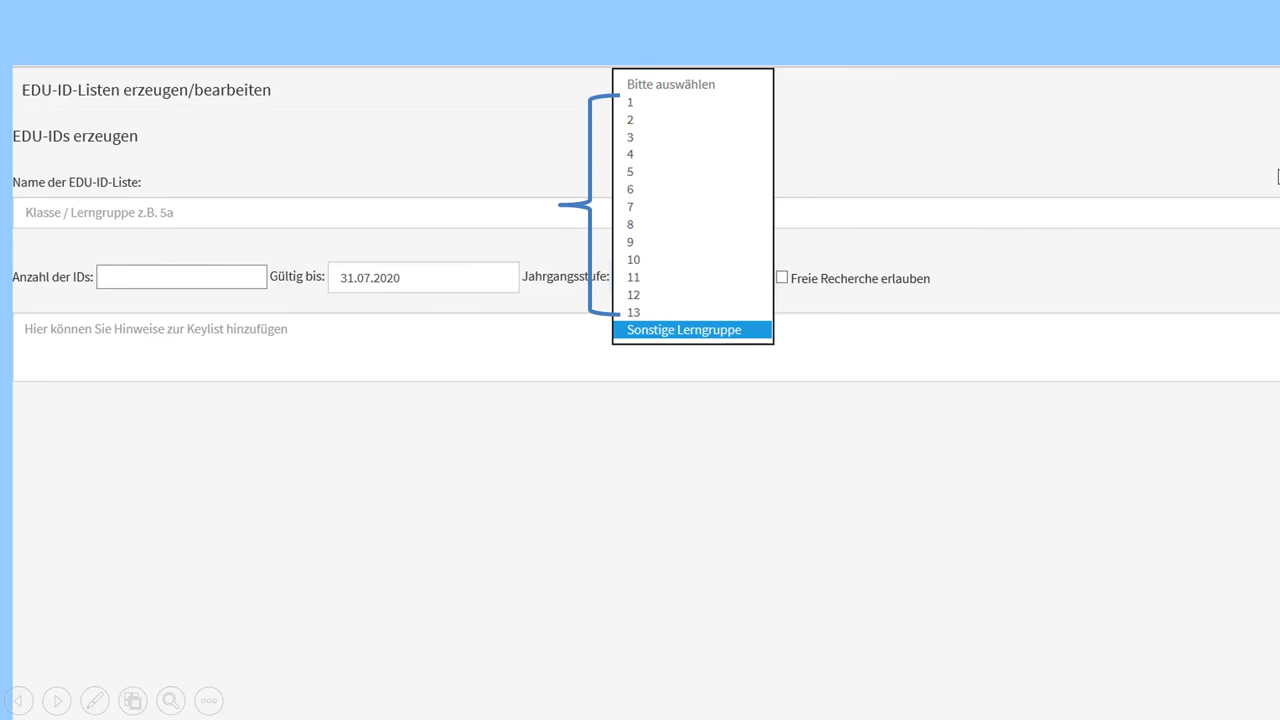 EDU-ID-Listen erzeugen/bearbeiten
EDU-IDs erzeugen
Name der EDU-ID-Liste:
Klasse / Lerngruppe z.B. 5a
Anzahl der IDs: Gültig bis: 31.07.2020 Jahrgangsstufe:
Bitte auswählen
1
2
3
4
5
6
7
8
9
10
11
12
13
Sonstige Lerngruppe
Freie Recherche erlauben
Hier können Sie Hinweise zur Keylist hinzufügen